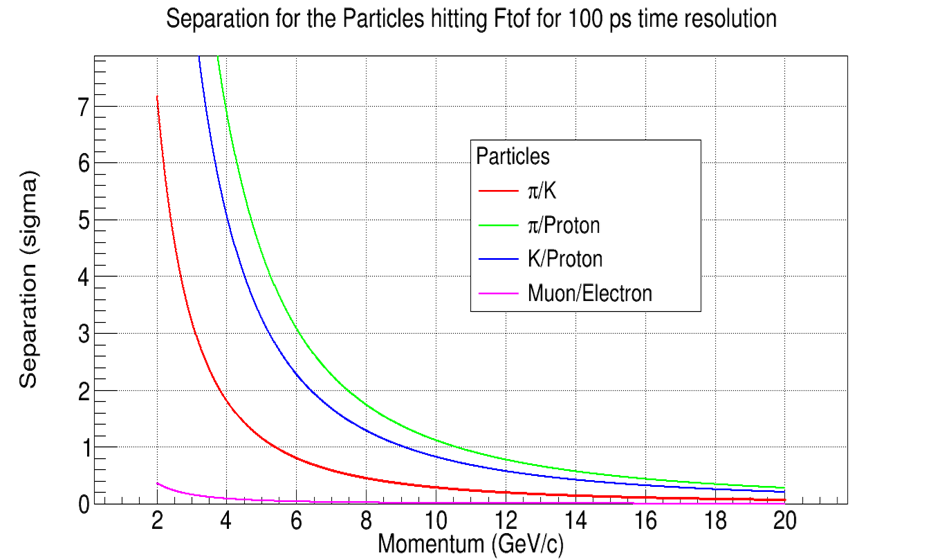 Separation for the Particles hitting Ftof for 100 ps time resolution
Separation (sigma)
7
6
5
4
3
2
1
0
Particles
π/K
π/Proton
K/Proton
Muon/Electron
2 4 6 8 10 12 14 16 18 20
Momentum (GeV/c)